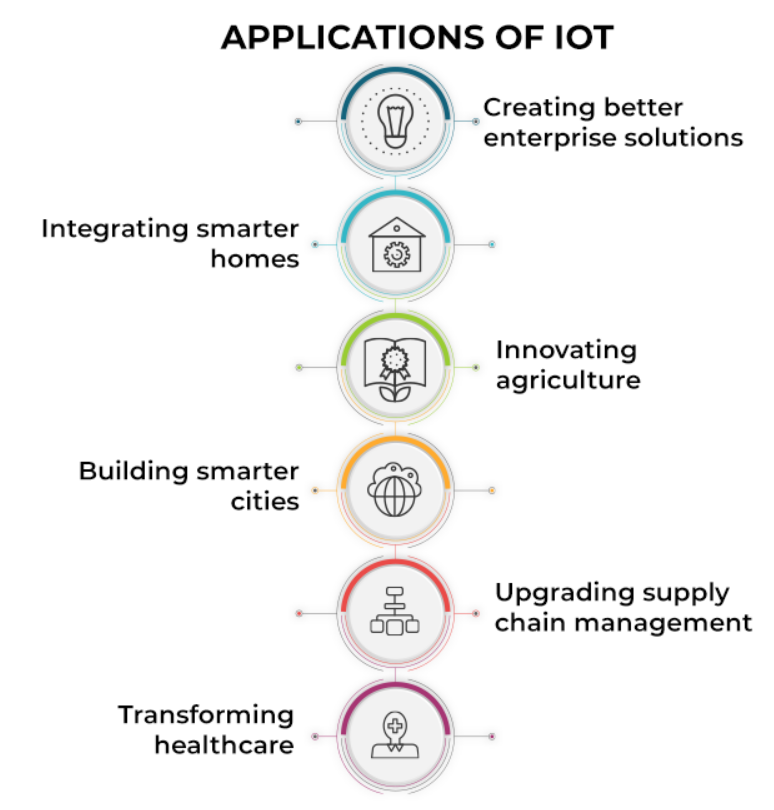 APPLICATIONS OF IOT
Creating better
enterprise solutions
Integrating smarter
homes
Innovating
agriculture
Building smarter
cities
Upgrading supply
chain management
Transforming
healthcare